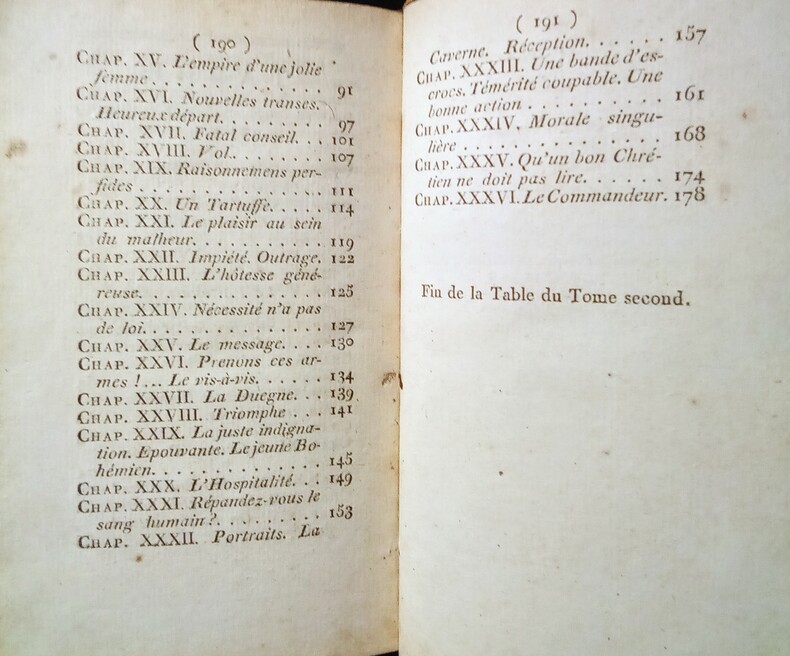 ( 190 )
CHAP. XV. L'empire d'une jolie
femme . . . . . . . . . . . . . 91
CHAP. XVI. Nouvelles transes.
Heureux départ. . . . . . . . . 97
CHAP. XVII. Fatal conseil. . . 101
CHAP. XVIII. Vol. . . . . . . . 107
CHAP. XIX. Raisonnemens per-
fides . . . . . . . . . . . . . . 111
CHAP. XX. Un Tartuffe. . . . . 114
CHAP. XXI. Le plaisir au sein
du malheur. . . . . . . . . . . 119
CHAP. XXII. Impiété. Outrage. 122
CHAP. XXIII. L'hôtesse géné-
reuse. . . . . . . . . . . . . . 125
CHAP. XXIV. Nécessité n'a pas
de loi. . . . . . . . . . . . . . 127
CHAP. XXV. Le message. . . . 130
CHAP. XXVI. Prenons ces ar-
mes !... Le vis-à-vis. . . . . . 134
CHAP. XXVII. La Duegne. . . 139
CHAP. XXVIII. Triomphe . . . 141
CHAP. XXIX. La juste indigna-
tion. Epouvante. Le jeune Bo-
hémien. . . . . . . . . . . . . 145
CHAP. XXX. L'Hospitalité. . . 149
CHAP. XXXI. Répandez-vous le
sang humain ?. . . . . . . . . 153
CHAP. XXXII. Portraits. La
( 191 )
Caverne. Réception. . . . . . 157
CHAP. XXXIII. Une bande d'es-
crocs. Témérité coupable. Une
bonne action . . . . . . . . . . 161
CHAP. XXXIV. Morale singu-
lière . . . . . . . . . . . . . . 168
CHAP. XXXV. Qu'un bon Chré-
tien ne doit pas lire. . . . . . 174
CHAP. XXXVI. Le Commandeur. 178
Fin de la Table du Tome second.